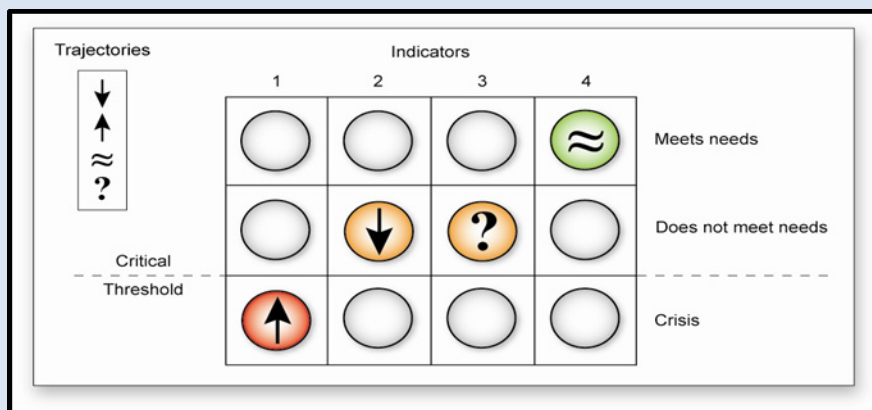 Trajectories
Indicators
1 2 3 4
↓
↑
≈
?
≈
Meets needs
↓ ?
Does not meet needs
Critical
Threshold
↑
Crisis